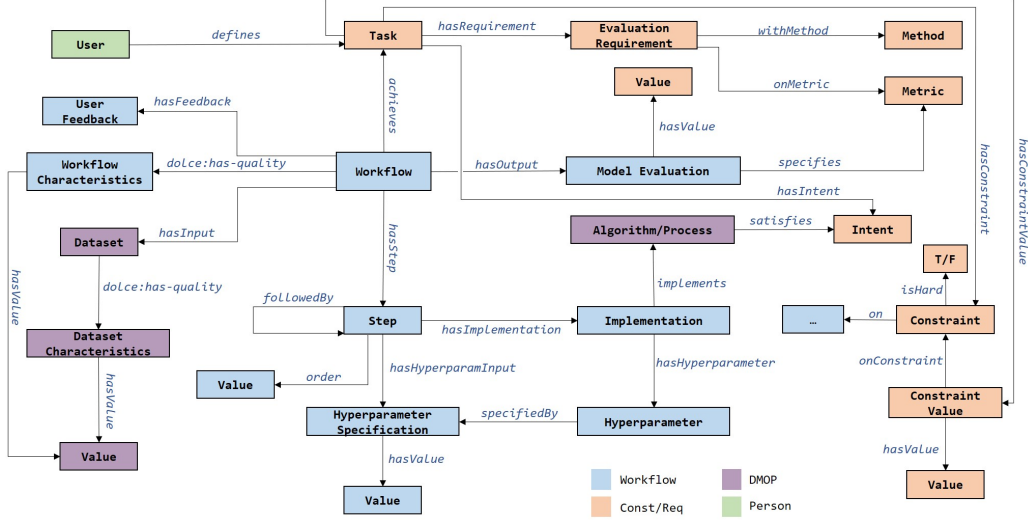 hasRequirement
Task
Evaluation
Requirement
withMethod
Method
User
defines
onMetric
Metric
Value
achieves
User
Feedback
hasFeedback
hasValue
Workflow
Characteristics
dolce:has-quality
Workflow
hasOutput
Model Evaluation
specifies
hasIntent
hasConstraint
hasConstraintValue
Dataset
hasInput
hasStep
Algorithm/Process
satisfies
Intent
T/F
hasValue
dolce:has-quality
followedBy
implements
isHard
Step
hasImplementation
Implementation
…
on
Constraint
Dataset
Characteristics
hasHyperparamInput
hasHyperparameter
onConstraint
Value
order
hasValue
Hyperparameter
Specification
specifiedBy
Hyperparameter
Constraint
Value
Value
hasValue
hasValue
Value
Value
Workflow
DMOP
Const/Req
Person